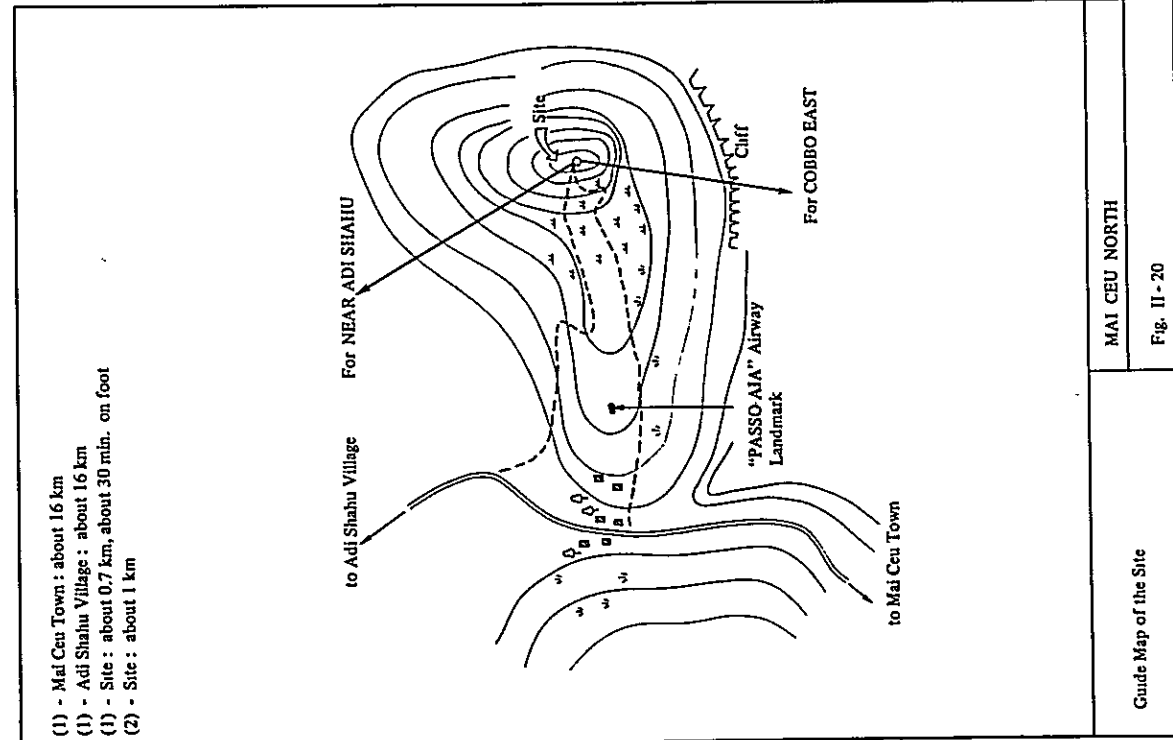 (1) - Mai Ceu Town : about 16 km
(1) - Adi Shahu Village : about 16 km
(1) - Site : about 0.7 km, about 30 min. on foot
(2) - Site : about 1 km
to Adi Shahu Village
For NEAR ADI SHAHU
Site
Cliff
For COBBO EAST
"PASSO AIA" Airway
Landmark
to Mai Ceu Town
Guide Map of the Site
MAI CEU NORTH
Fig. II - 20